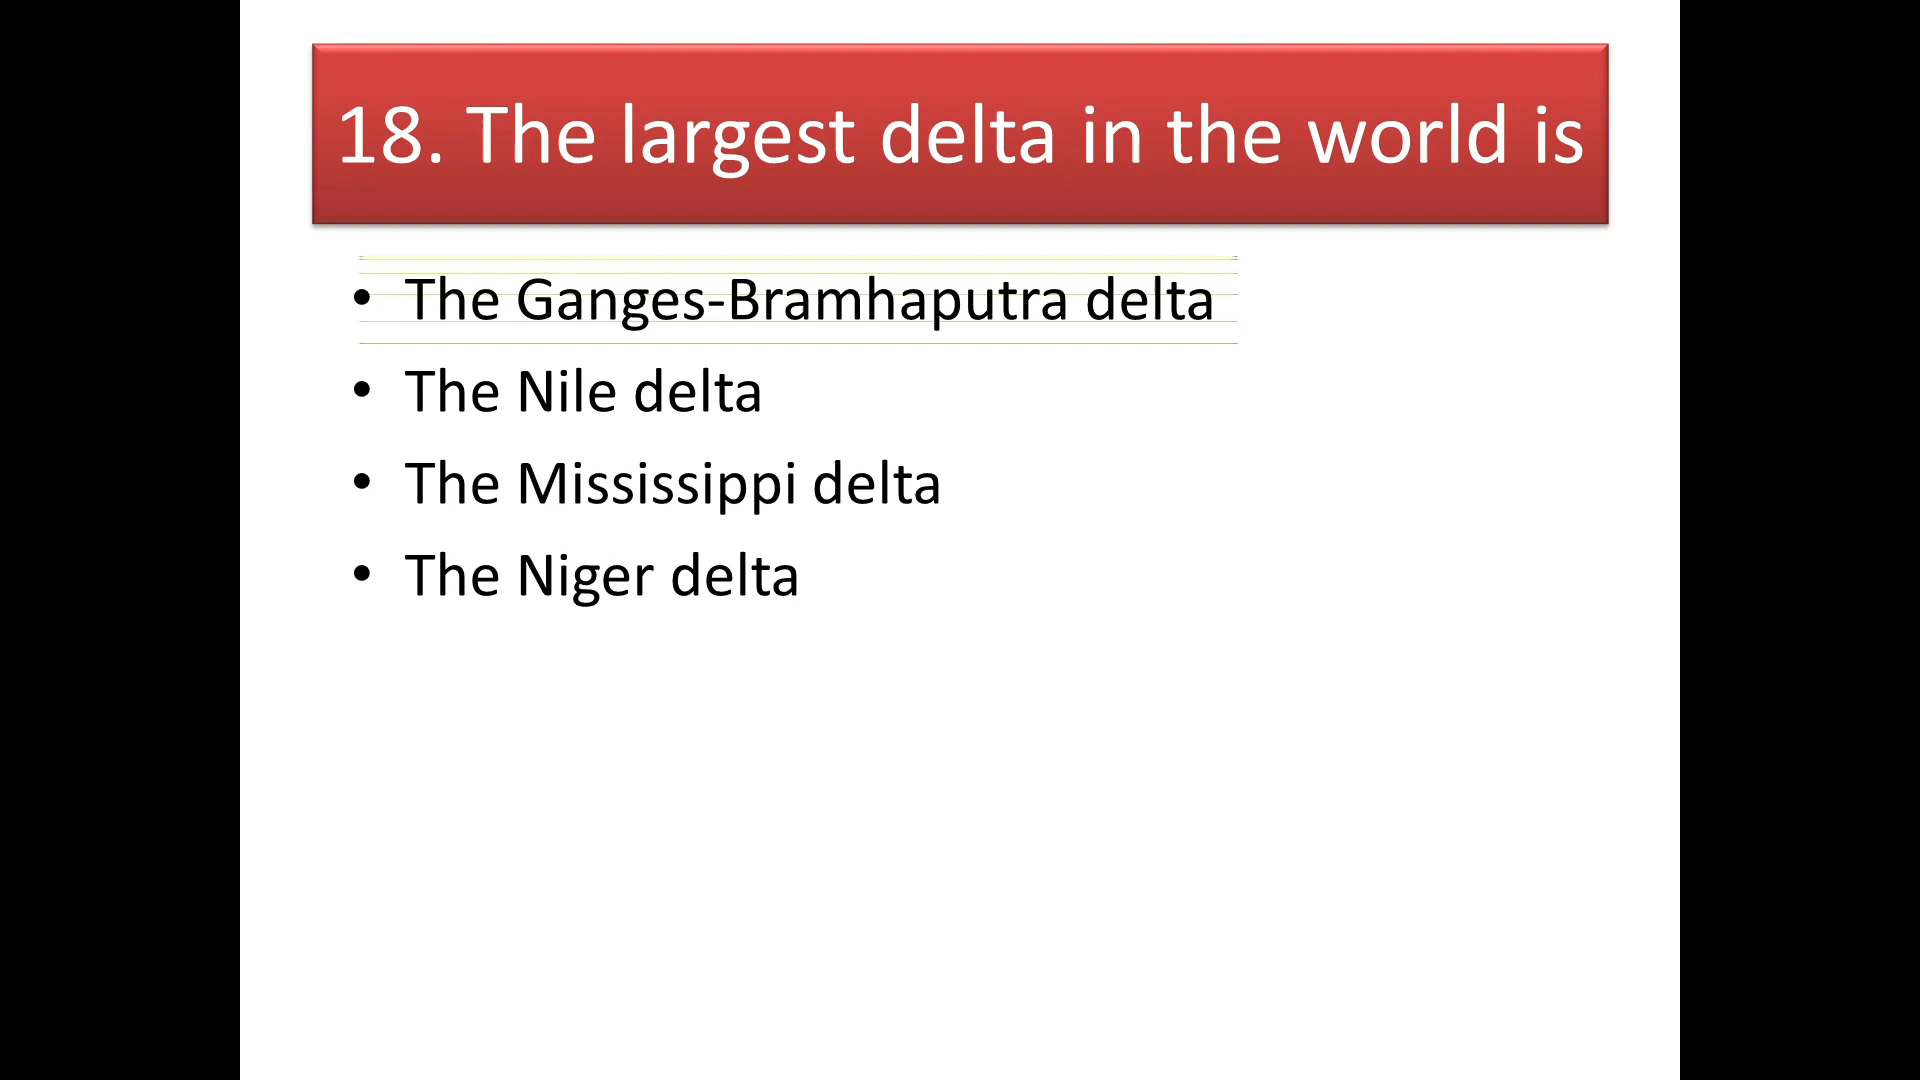 18. The largest delta in the world is
• The Ganges-Bramhaputra delta
• The Nile delta
• The Mississippi delta
• The Niger delta